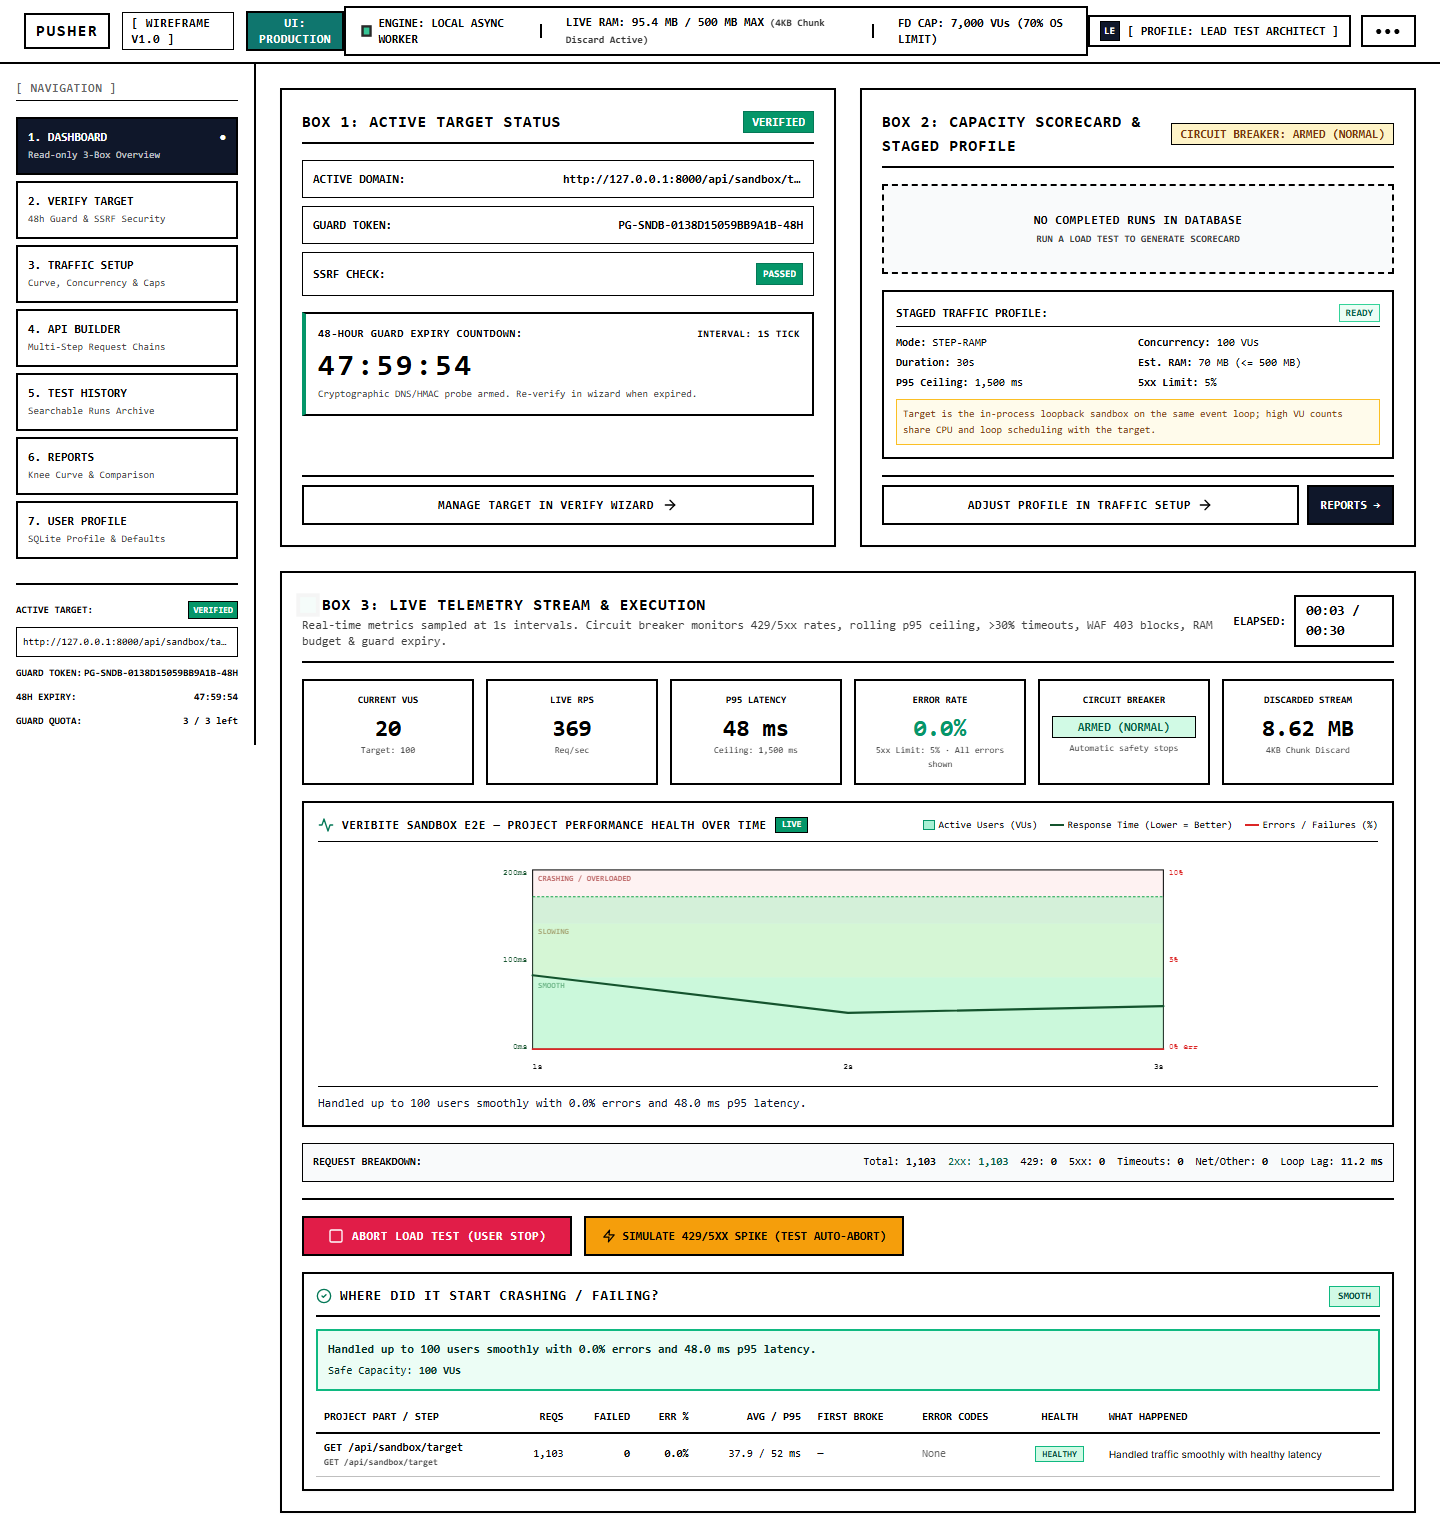 PUSHER
[ WIREFRAME V1.0 ]
UI: PRODUCTION
ENGINE: LOCAL ASYNC WORKER
LIVE RAM: 95.4 MB / 500 MB MAX (4KB Chunk Discard Active)
FD CAP: 7,000 VUs (70% OS LIMIT)
LE [ PROFILE: LEAD TEST ARCHITECT ]
•••
[ NAVIGATION ]
1. DASHBOARD
Read-only 3-Box Overview
2. VERIFY TARGET
48h Guard & SSRF Security
3. TRAFFIC SETUP
Curve, Concurrency & Caps
4. API BUILDER
Multi-Step Request Chains
5. TEST HISTORY
Searchable Runs Archive
6. REPORTS
Knee Curve & Comparison
7. USER PROFILE
SQLite Profile & Defaults
ACTIVE TARGET: VERIFIED
http://127.0.0.1:8000/api/sandbox/ta…
GUARD TOKEN: PG-SNDB-0138D15059BB9A1B-48H
48H EXPIRY: 47:59:54
GUARD QUOTA: 3 / 3 left
BOX 1: ACTIVE TARGET STATUS VERIFIED
ACTIVE DOMAIN: http://127.0.0.1:8000/api/sandbox/t…
GUARD TOKEN: PG-SNDB-0138D15059BB9A1B-48H
SSRF CHECK: PASSED
48-HOUR GUARD EXPIRY COUNTDOWN: INTERVAL: 1S TICK
47:59:54
Cryptographic DNS/HMAC probe armed. Re-verify in wizard when expired.
MANAGE TARGET IN VERIFY WIZARD →
BOX 2: CAPACITY SCORECARD &
STAGED PROFILE
CIRCUIT BREAKER: ARMED (NORMAL)
NO COMPLETED RUNS IN DATABASE
RUN A LOAD TEST TO GENERATE SCORECARD
STAGED TRAFFIC PROFILE: READY
Mode: STEP-RAMP Concurrency: 100 VUs
Duration: 30s Est. RAM: 70 MB (<= 500 MB)
P95 Ceiling: 1,500 ms 5xx Limit: 5%
Target is the in-process loopback sandbox on the same event loop; high VU counts
share CPU and loop scheduling with the target.
ADJUST PROFILE IN TRAFFIC SETUP →
REPORTS →
BOX 3: LIVE TELEMETRY STREAM & EXECUTION
Real-time metrics sampled at 1s intervals. Circuit breaker monitors 429/5xx rates, rolling p95 ceiling, >30% timeouts, WAF 403 blocks, RAM
budget & guard expiry.
ELAPSED: 00:03 / 00:30
CURRENT VUS
20
Target: 100
LIVE RPS
369
Req/sec
P95 LATENCY
48 ms
Ceiling: 1,500 ms
ERROR RATE
0.0%
5xx Limit: 5% · All errors
shown
CIRCUIT BREAKER
ARMED (NORMAL)
Automatic safety stops
DISCARDED STREAM
8.62 MB
4KB Chunk Discard
VERIBITE SANDBOX E2E — PROJECT PERFORMANCE HEALTH OVER TIME LIVE
Active Users (VUs) Response Time (Lower = Better) Errors / Failures (%)
200ms CRASHING / OVERLOADED 10%
SLOWING
100ms 5%
SMOOTH
0ms 0% err
1s 2s 3s
Handled up to 100 users smoothly with 0.0% errors and 48.0 ms p95 latency.
REQUEST BREAKDOWN: Total: 1,103 2xx: 1,103 429: 0 5xx: 0 Timeouts: 0 Net/Other: 0 Loop Lag: 11.2 ms
ABORT LOAD TEST (USER STOP)
SIMULATE 429/5XX SPIKE (TEST AUTO-ABORT)
WHERE DID IT START CRASHING / FAILING? SMOOTH
Handled up to 100 users smoothly with 0.0% errors and 48.0 ms p95 latency.
Safe Capacity: 100 VUs
PROJECT PART / STEP REQS FAILED ERR % AVG / P95 FIRST BROKE ERROR CODES HEALTH WHAT HAPPENED
GET /api/sandbox/target 1,103 0 0.0% 37.9 / 52 ms — None HEALTHY Handled traffic smoothly with healthy latency
GET /api/sandbox/target